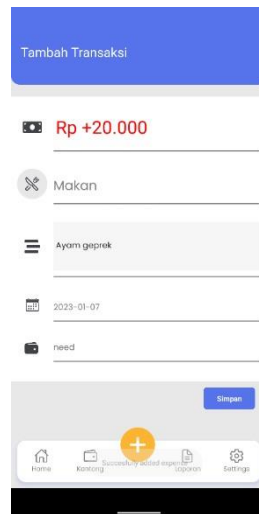 Tambah Transaksi
Rp +20.000
Makan
Ayam geprek
2023-01-07
need
Simpan
Succesfully added expense
Home Kantong Laporan Settings